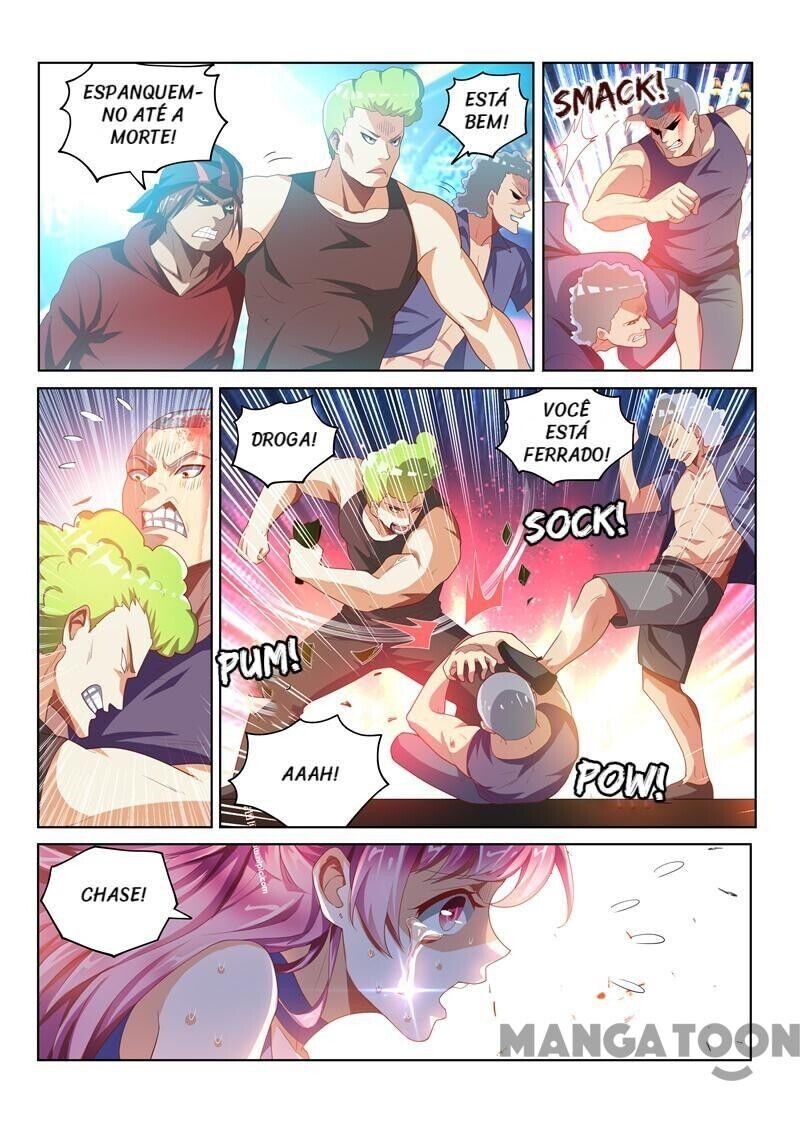 ESPANQUEM-
NO ATÉ A
MORTE!
ESTÁ
BEM!
SMACK!
DROGA!
VOCÊ
ESTÁ
FERRADO!
SOCK!
PUM!
AAAH!
POW!
CHASE!
MANGATOON